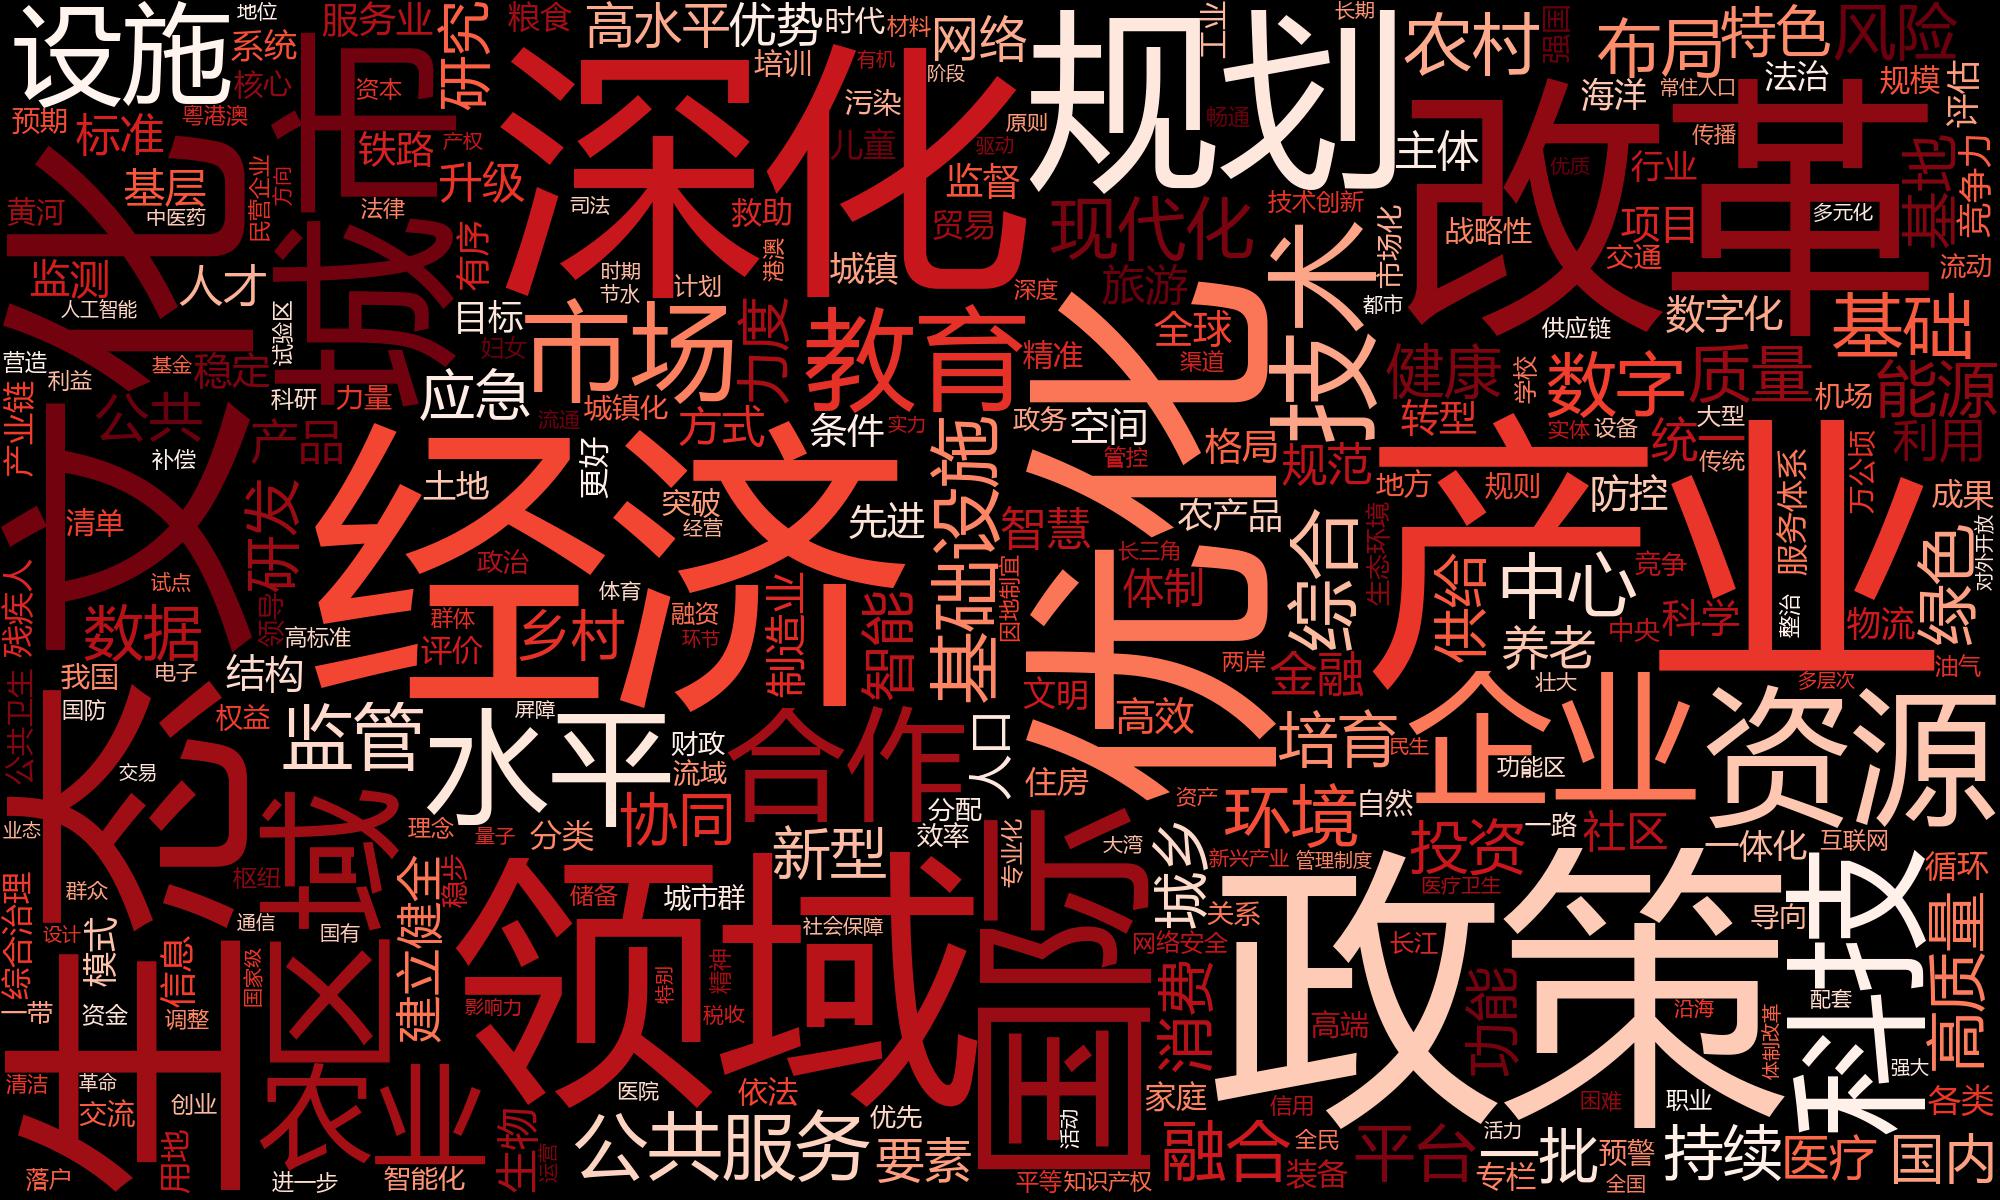 设施
地位
系统
核心
服务业
研究
粮食
高水平
优势
时代
材料
网络
工业
长期
农村
强国
布局
特色
风险
预期
标准
粤港澳
资本
城市
铁路
产权
升级
深化
培训
有机
阶段
污染
儿童
原则
驱动
监督
规划
畅通
主体
海洋
常住人口
法治
规模
评估
传播
改革
优质
行业
基地
竞争力
文化
基层
黄河
中医药
民营企业
方向
法律
有序
司法
救助
贸易
港澳
城镇
现代化
技术创新
技术
市场化
战略性
项目
多元化
交通
流动
监测
人才
人工智能
试验区
时期
节水
计划
深度
旅游
都市
供应链
数字化
基础
营造
基金
稳定
利益
科研
力量
目标
妇女
市场
力度
教育
精准
全球
渠道
优化
健康
学校
数字
质量
机场
能源
产业链
公共
产品
应急
流通
城镇化
方式
条件
实力
政务
空间
格局
管控
规范
转型
实体
设备
统一
大型
传统
利用
补偿
研发
经济
土地
更好
突破
经营
先进
基础设施
农产品
智慧
综合
地方
规则
产业
防控
服务体系
万公顷
成果
清单
试点
残疾人
数据
领导
高标准
政治
体育
群体
评价
乡村
融资
环节
制造业
智能
因地制宜
长三角
体制
生态环境
供给
中心
养老
竞争
中央
科学
整治
物流
绿色
对外开放
我国
电子
结构
国防
权益
公共卫生
监管
屏障
水平
财政
流域
合作
人口
文明
高效
两岸
金融
培育
民生
企业
壮大
多层次
油气
资源
功能区
交易
生态
业态
区域
理念
量子
分类
协同
分配
效率
住房
资产
环境
自然
一路
社区
投资
一体化
互联网
群众
枢纽
稳步
新型
专业化
大湾
城乡
新兴产业
管理制度
医疗卫生
循环
综合治理
设计
通信
国有
建立健全
储备
城市群
领域
社会保障
国际
关系
网络安全
政策
长江
导向
科技
高质量
模式
信息
国家级
一带
资金
调整
影响力
特别
精神
税收
消费
高端
功能
沿海
配套
体制改革
强大
清洁
革命
交流
创业
农业
医院
依法
优先
活动
家庭
信用
困难
职业
各类
落户
用地
进一步
智能化
生物
运营
公共服务
要素
平等
知识产权
融合
全民
装备
平台
活力
专栏
一批
预警
全国
持续
医疗
国内